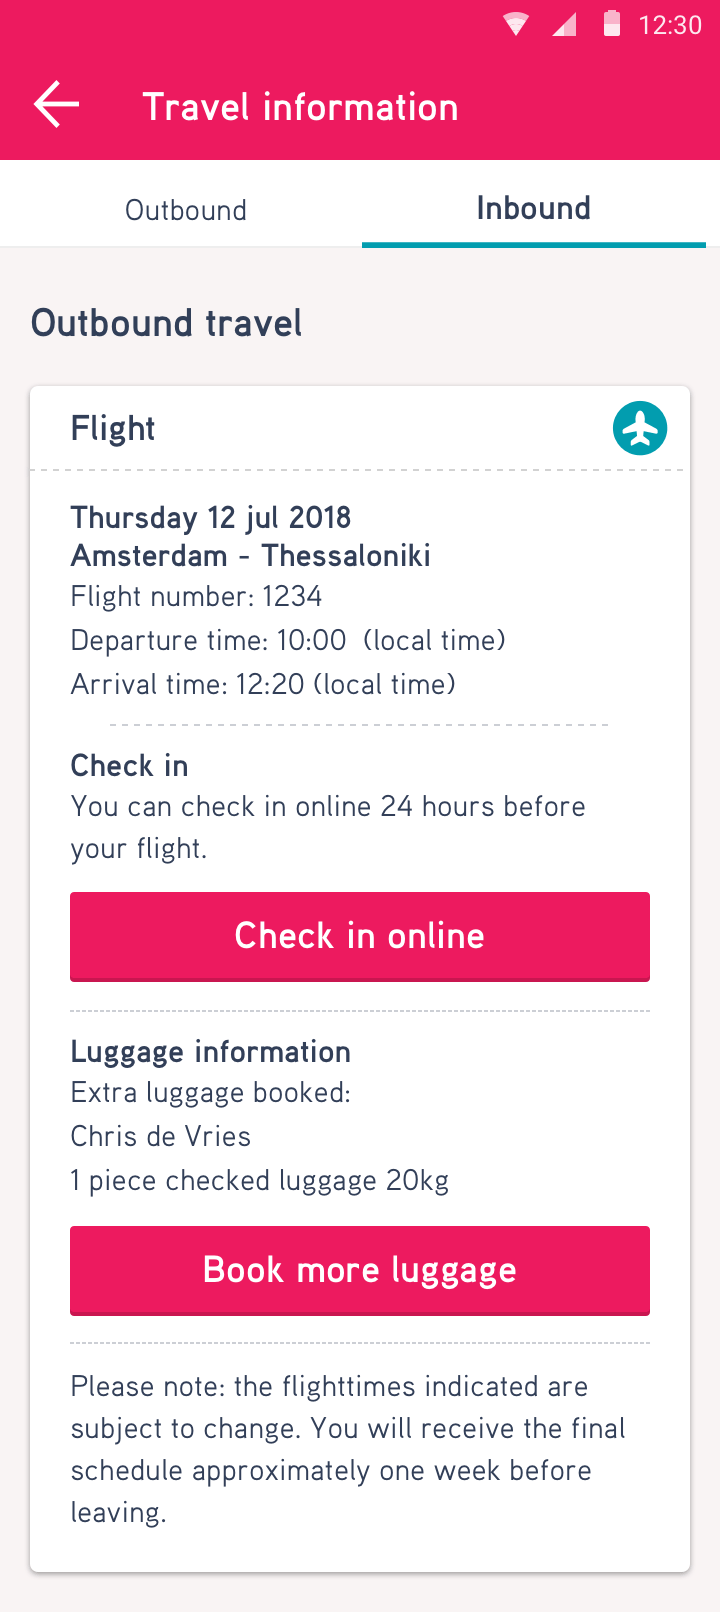 12:30
Travel information
Outbound
Inbound
Outbound travel
Flight
Thursday 12 jul 2018
Amsterdam - Thessaloniki
Flight number: 1234
Departure time: 10:00  (local time)
Arrival time: 12:20 (local time)
Check in
You can check in online 24 hours before
your flight.
Check in online
Luggage information
Extra luggage booked:
Chris de Vries
1 piece checked luggage 20kg
Book more luggage
Please note: the flighttimes indicated are
subject to change. You will receive the final
schedule approximately one week before
leaving.